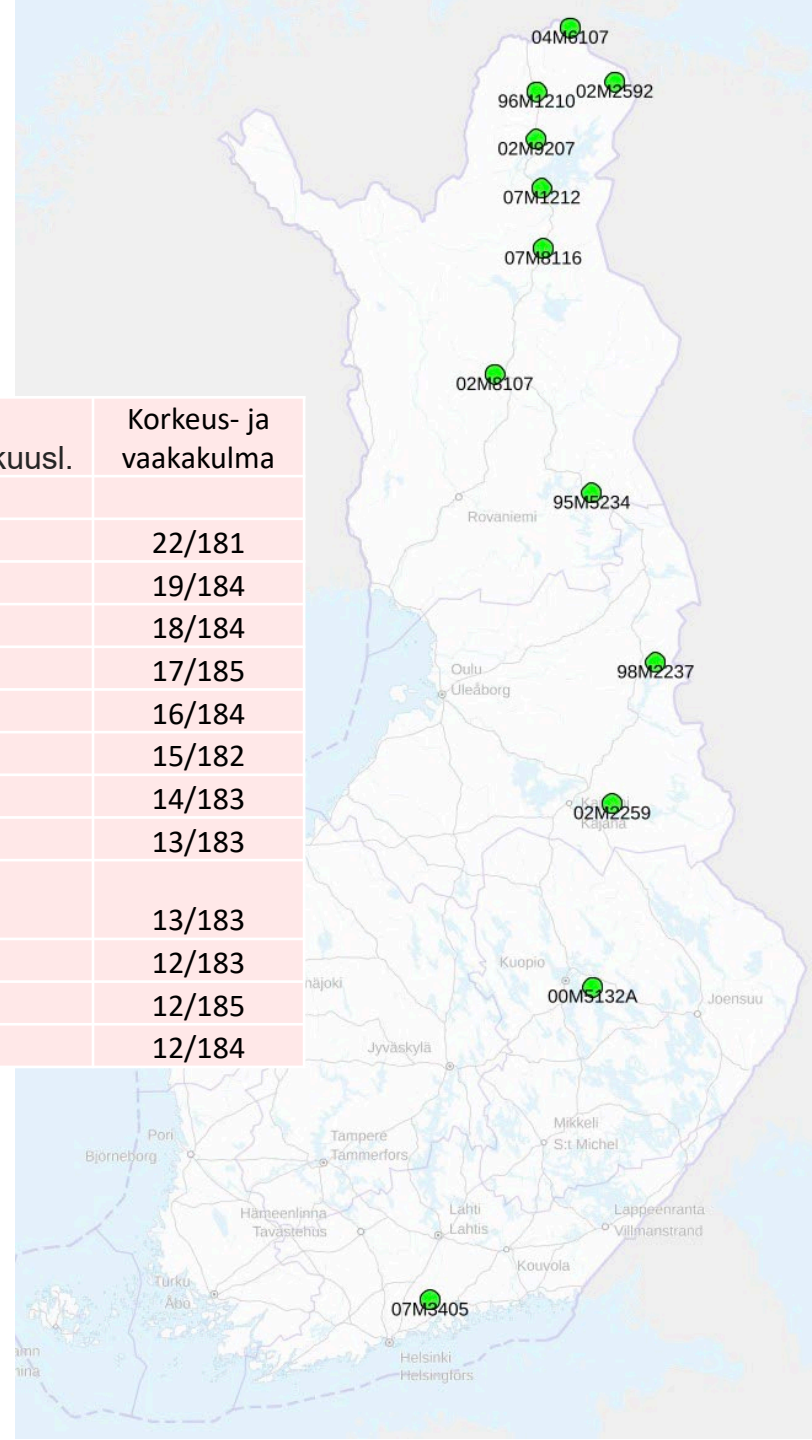 04M6107
02M2592
96M1210
02M9207
07M1212
07M8116
02M8107
kuusl.
Korkeus- ja
vaakakulma
22/181
19/184
18/184
17/185
16/184
15/182
14/183
13/183
13/183
12/183
12/185
12/184
95M5234
Rovaniemi
98M2237
Oulu
Uleåborg
02M2259
Kajana
näjoki
Kuopio
00M5132A
Joensuu
Jyväskylä
Pori
Björneborg
Tampere
Tammerfors
Mikkeli
S:t Michel
Hämeenlinna
Tavastehus
Lahti
Lahtis
Lappeenranta
Villmanstrand
Kouvola
Turku
Åbo
07M3405
Helsinki
Helsingfors